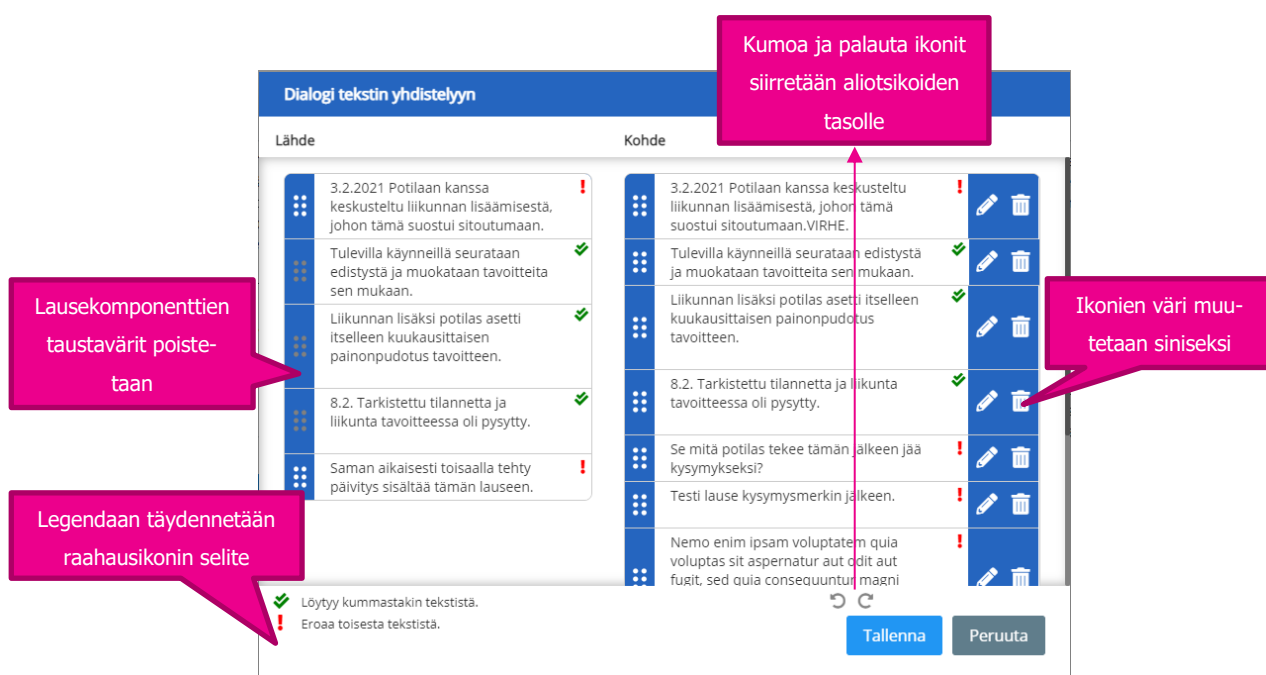 Kumoa ja palauta ikonit
siirretään aliotsikoiden
tasolle
Dialogi tekstin yhdistelyyn
Lähde
Kohde
3.2.2021 Potilaan kanssa
keskusteltu liikunnan lisäämisestä,
johon tämä suostui sitoutumaan.
Tulevilla käynneillä seurataan
edistystä ja muokataan tavoitteita
sen mukaan.
Liikunnan lisäksi potilas asetti
itselleen kuukausittaisen
painonpudotus tavoitteen.
8.2. Tarkistettu tilannetta ja
liikunta tavoitteessa oli pysytty.
Saman aikaisesti toisaalla tehty
päivitys sisältää tämän lauseen.
3.2.2021 Potilaan kanssa keskusteltu
liikunnan lisäämisestä, johon tämä
suostui sitoutumaan.VIRHE.
Tulevilla käynneillä seurataan edistystä
ja muokataan tavoitteita sen mukaan.
Liikunnan lisäksi potilas asetti itselleen
kuukausittaisen painonpudotus
tavoitteen.
8.2. Tarkistettu tilannetta ja liikunta
tavoitteessa oli pysytty.
Se mitä potilas tekee tämän jälkeen jää
kysymykseksi?
Testi lause kysymysmerkin jälkeen.
Nemo enim ipsam voluptatem quia
voluptas sit aspernatur aut odit aut
fugit, sed quia consequuntur magni
Lausekomponenttien
taustavärit poiste-
taan
Ikonien väri muu-
tetaan siniseksi
Legendaan täydennetään
raahausikonin selite
Löytyy kummastakin tekstistä.
Eroaa toisesta tekstistä.
Tallenna
Peruuta